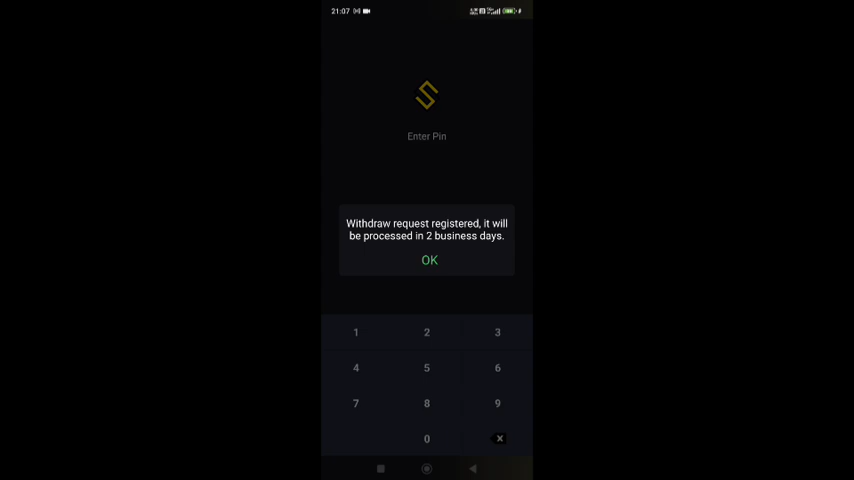 21:07
Enter Pin
Withdraw request registered, it will
be processed in 2 business days.
OK
1 2 3
4 5 6
7 8 9
0